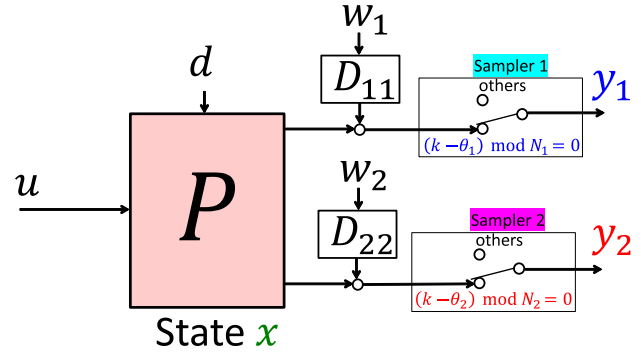 w₁
d
D₁₁
Sampler 1
others
y₁
(k − θ₁) mod N₁ = 0
u
P
w₂
D₂₂
Sampler 2
others
y₂
(k − θ₂) mod N₂ = 0
State x